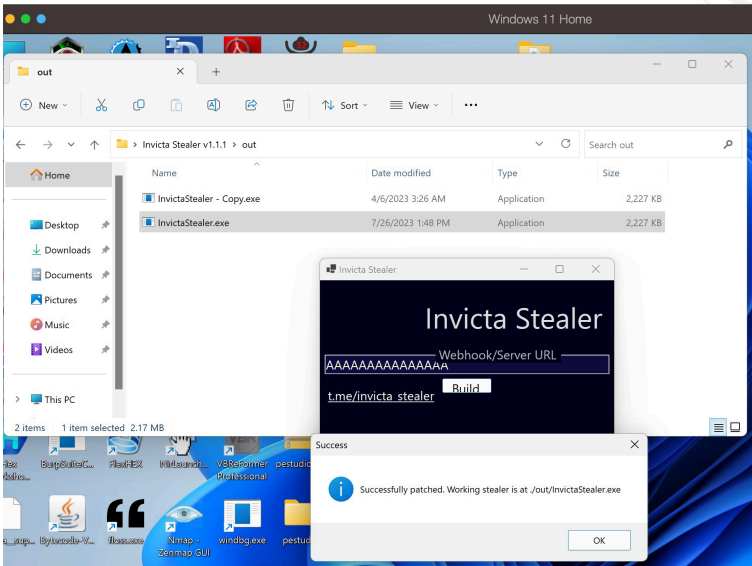 Windows 11 Home
out
New
Sort
View
Invicta Stealer v1.1.1 > out
Search out
Home
Name
Date modified
Type
Size
InvictaStealer - Copy.exe
4/6/2023 3:26 AM
Application
2,227 KB
Desktop
InvictaStealer.exe
7/26/2023 1:48 PM
Application
2,227 KB
Downloads
Documents
Pictures
Music
Videos
This PC
2 items
1 item selected 2.17 MB
Invicta Stealer
Invicta Stealer
Webhook/Server URL
AAAAAAAAAAAAAAA
Build
t.me/invicta_stealer
BurpSuiteC...
FlexHEX
VBReFormer
Professional
pestudio
Success
Successfully patched. Working stealer is at ./out/InvictaStealer.exe
OK
Bytecode-V...
floss.exe
Nmap -
Zenmap GUI
windbg.exe